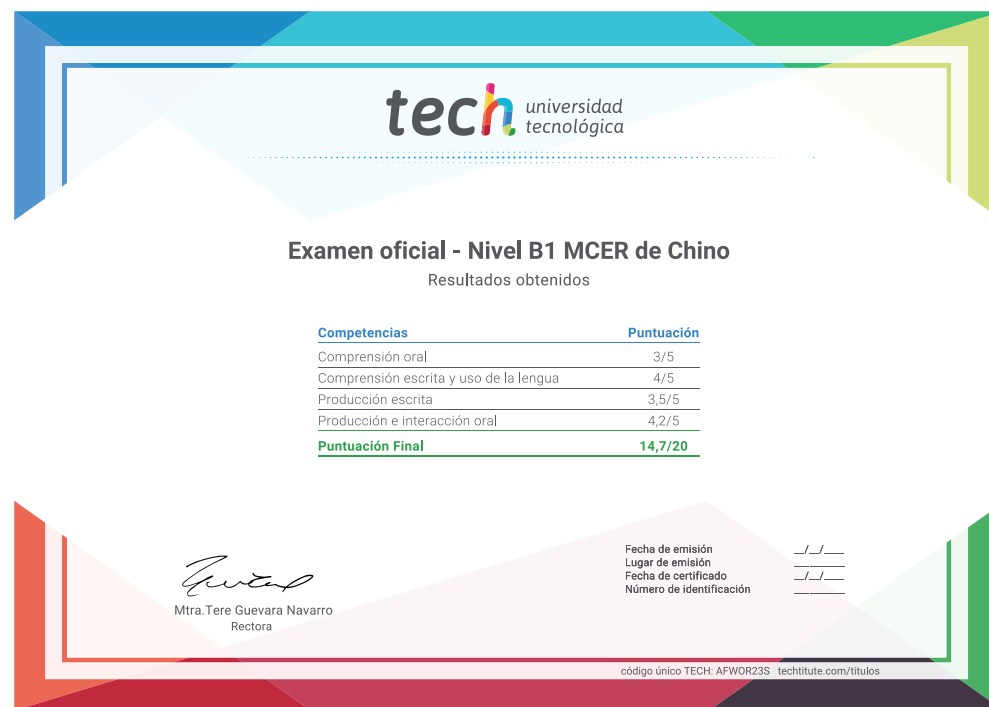 tech universidad
tecnológica
Examen oficial - Nivel B1 MCER de Chino
Resultados obtenidos
Competencias Puntuación
Comprensión oral 3/5
Comprensión escrita y uso de la lengua 4/5
Producción escrita 3,5/5
Producción e interacción oral 4,2/5
Puntuación Final 14,7/20
Fecha de emisión __/__/____
Lugar de emisión ___________
Fecha de certificado __/__/____
Número de identificación ___________
Mtra.Tere Guevara Navarro
Rectora
código único TECH: AFWOR23S techtitute.com/titulos